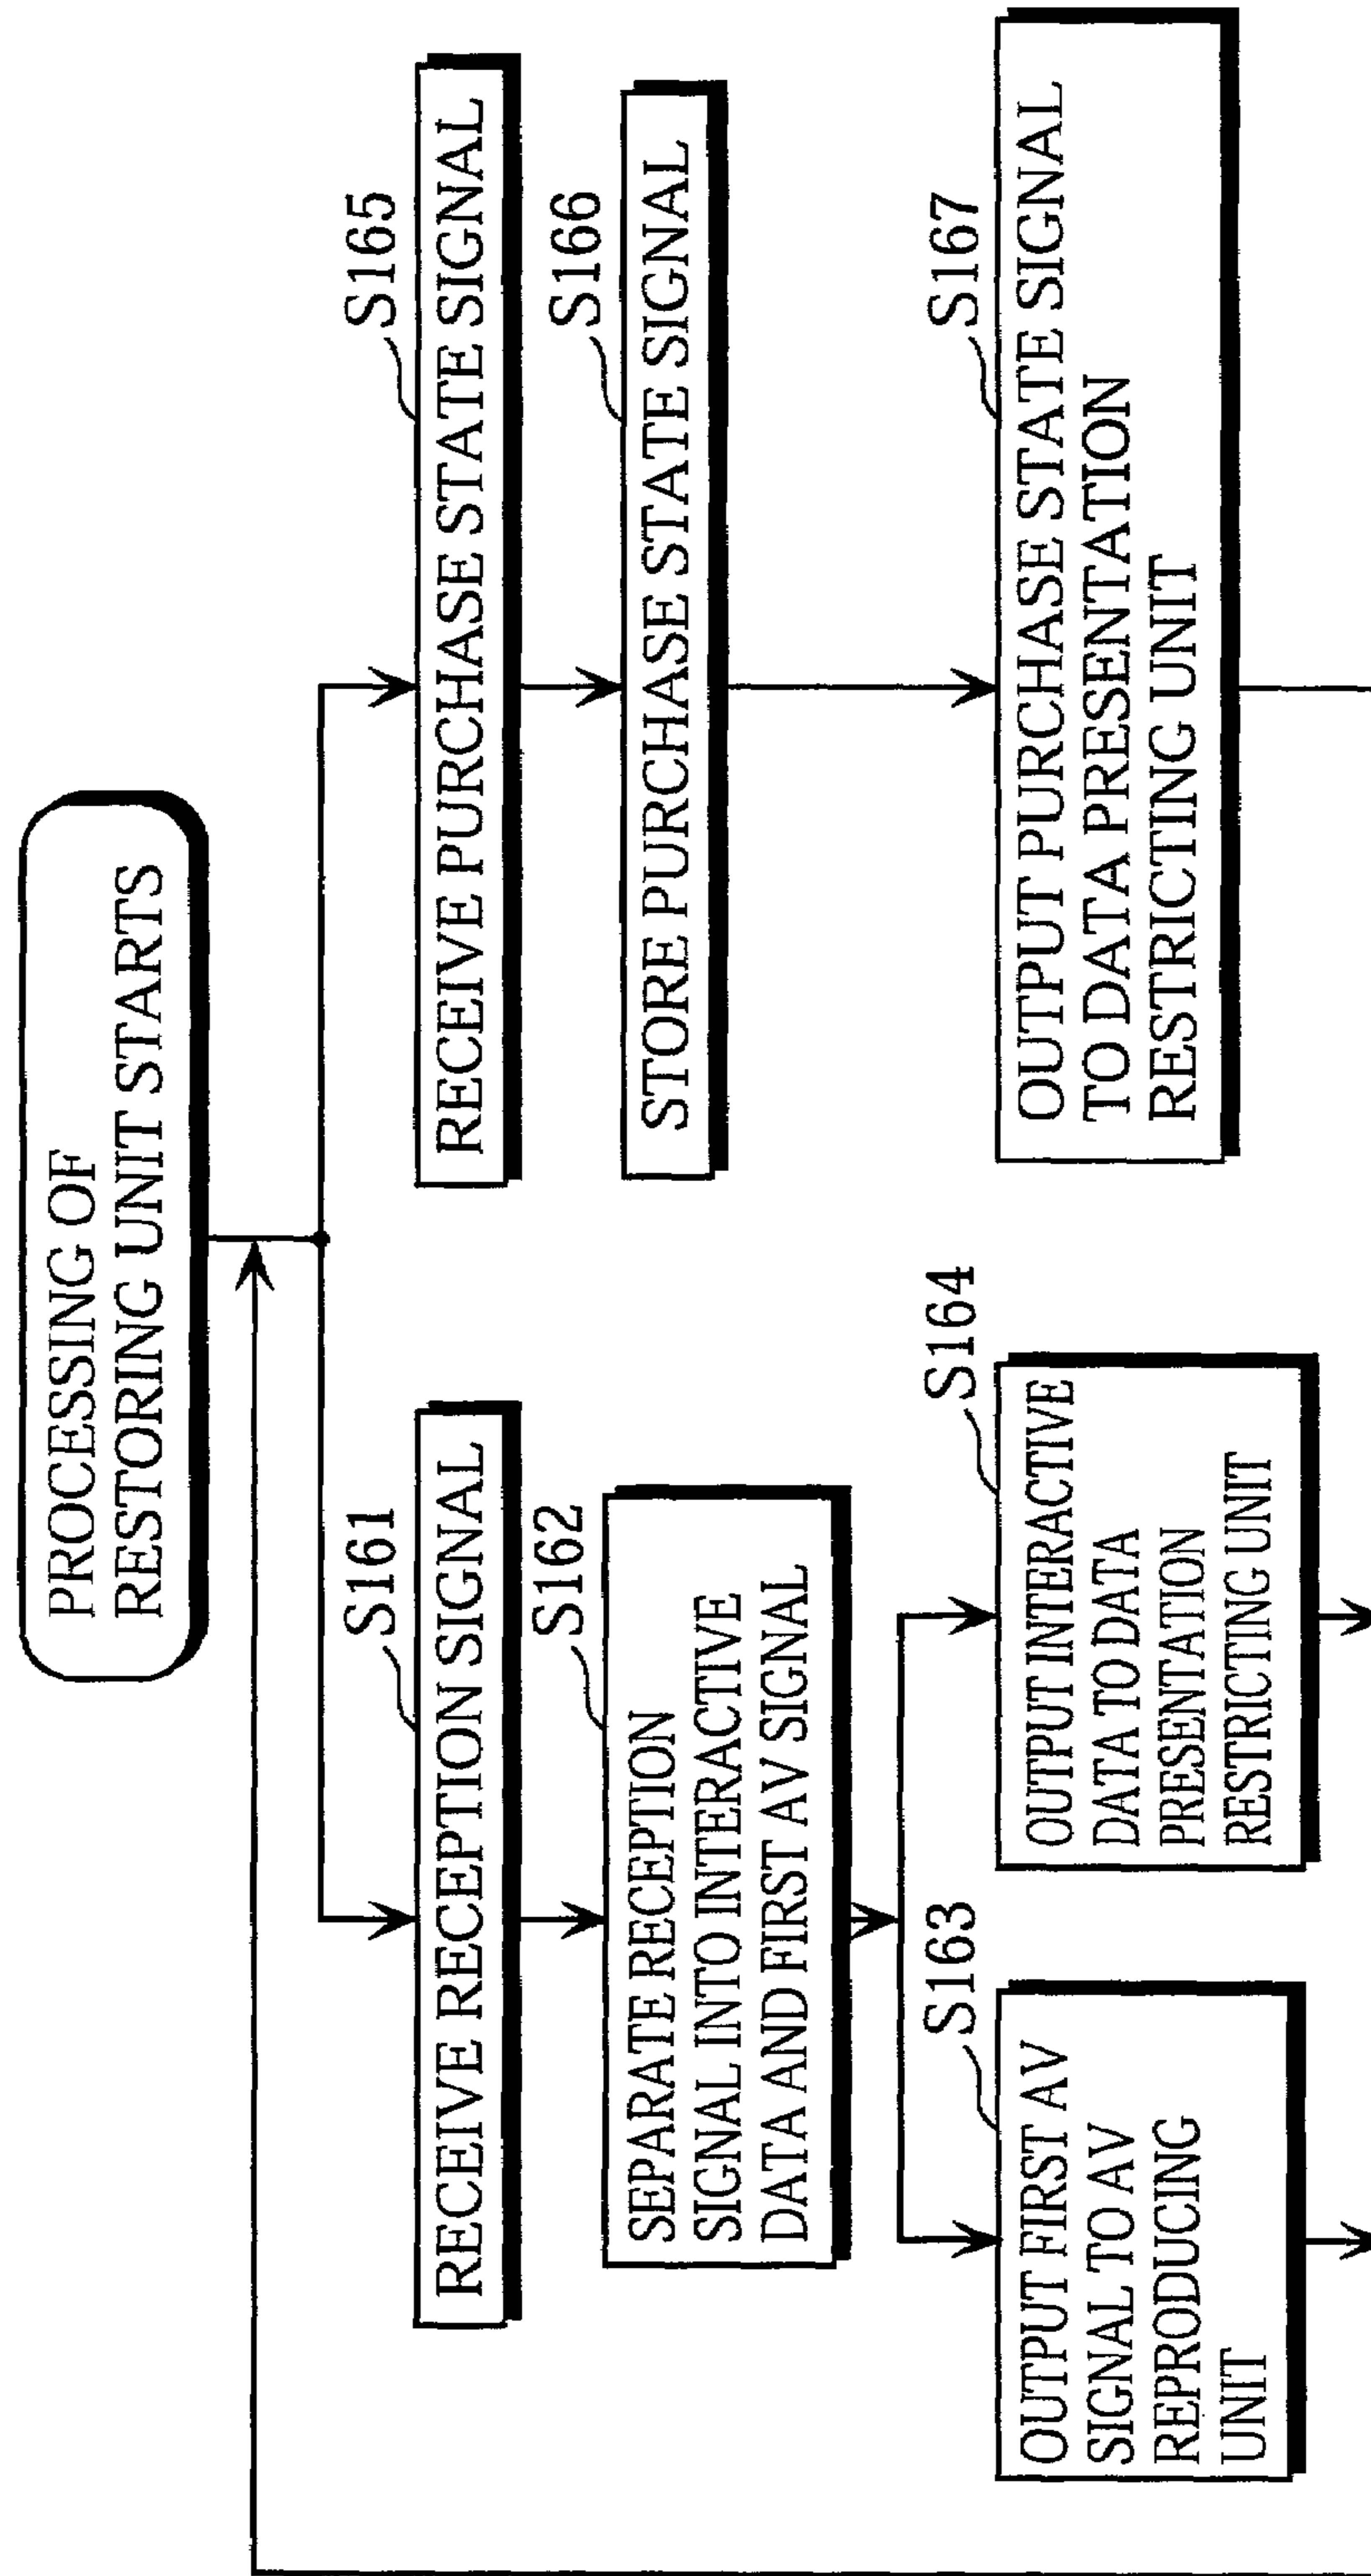 PROCESSING OF
RESTORING UNIT STARTS
S161
RECEIVE RECEPTION SIGNAL
S162
SEPARATE RECEPTION
SIGNAL INTO INTERACTIVE
DATA AND FIRST AV SIGNAL
S163
OUTPUT FIRST AV
SIGNAL TO AV
REPRODUCING
UNIT
S164
OUTPUT INTERACTIVE
DATA TO DATA
PRESENTATION
RESTRICTING UNIT
S165
RECEIVE PURCHASE STATE SIGNAL
S166
STORE PURCHASE STATE SIGNAL
S167
OUTPUT PURCHASE STATE SIGNAL
TO DATA PRESENTATION
RESTRICTING UNIT